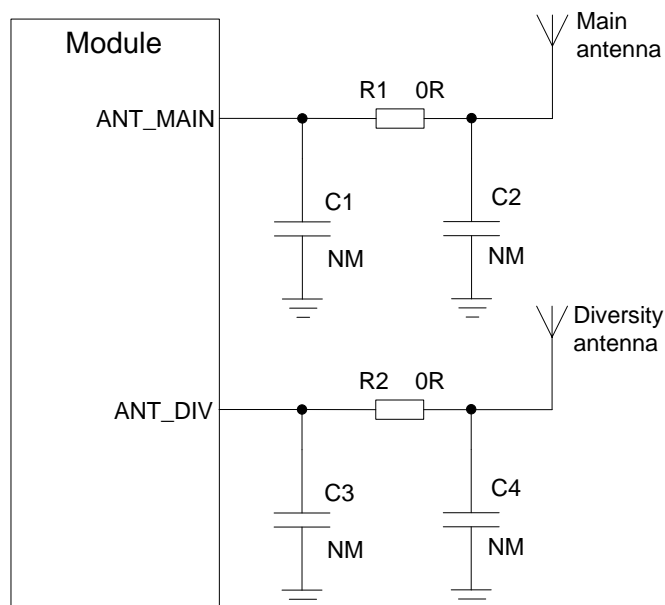 Module
Main
antenna
R1 0R
ANT_MAIN
C1
C2
NM
NM
Diversity
antenna
R2 0R
ANT_DIV
C3
C4
NM
NM